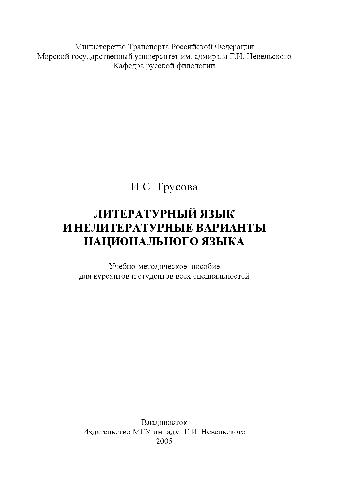 Министерство Транспорта Российской Федерации
Морской государственный университет им. адмирала Г.И. Невельского
Кафедра русской филологии
Н.С. Трусова
ЛИТЕРАТУРНЫЙ ЯЗЫК
И НЕЛИТЕРАТУРНЫЕ ВАРИАНТЫ
НАЦИОНАЛЬНОГО ЯЗЫКА
Учебно-методическое пособие
для курсантов и студентов всех специальностей
Владивосток
Издательство МГУ им. адм. Г.И. Невельского
2005